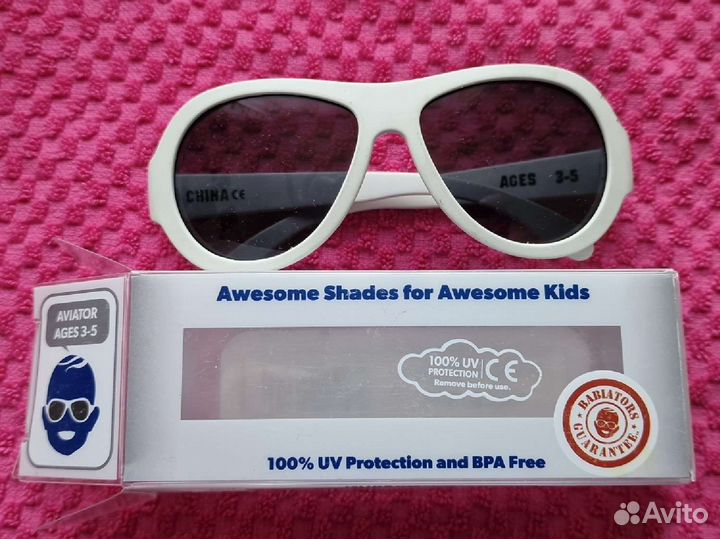 CHINA CE
AGES 3-5
Awesome Shades for Awesome Kids
AVIATOR
AGES 3-5
100% UV
PROTECTION
CE
Remove before use.
BABIATORS
GUARANTEE
100% UV Protection and BPA Free
Avito